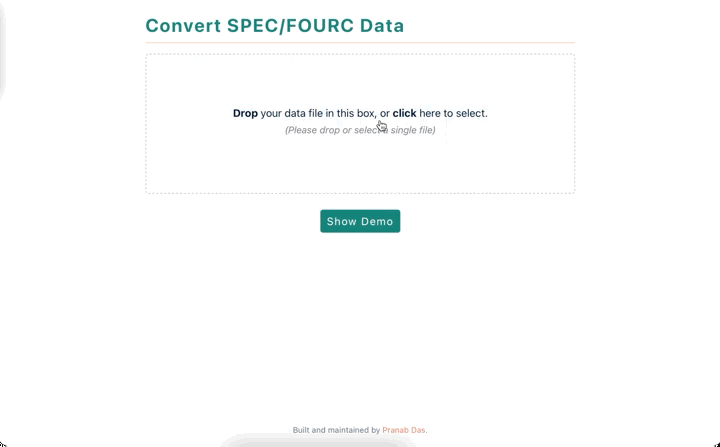 Convert SPEC/FOURC Data
Drop your data file in this box, or click here to select.
(Please drop or select a single file)
Show Demo
Built and maintained by Pranab Das.